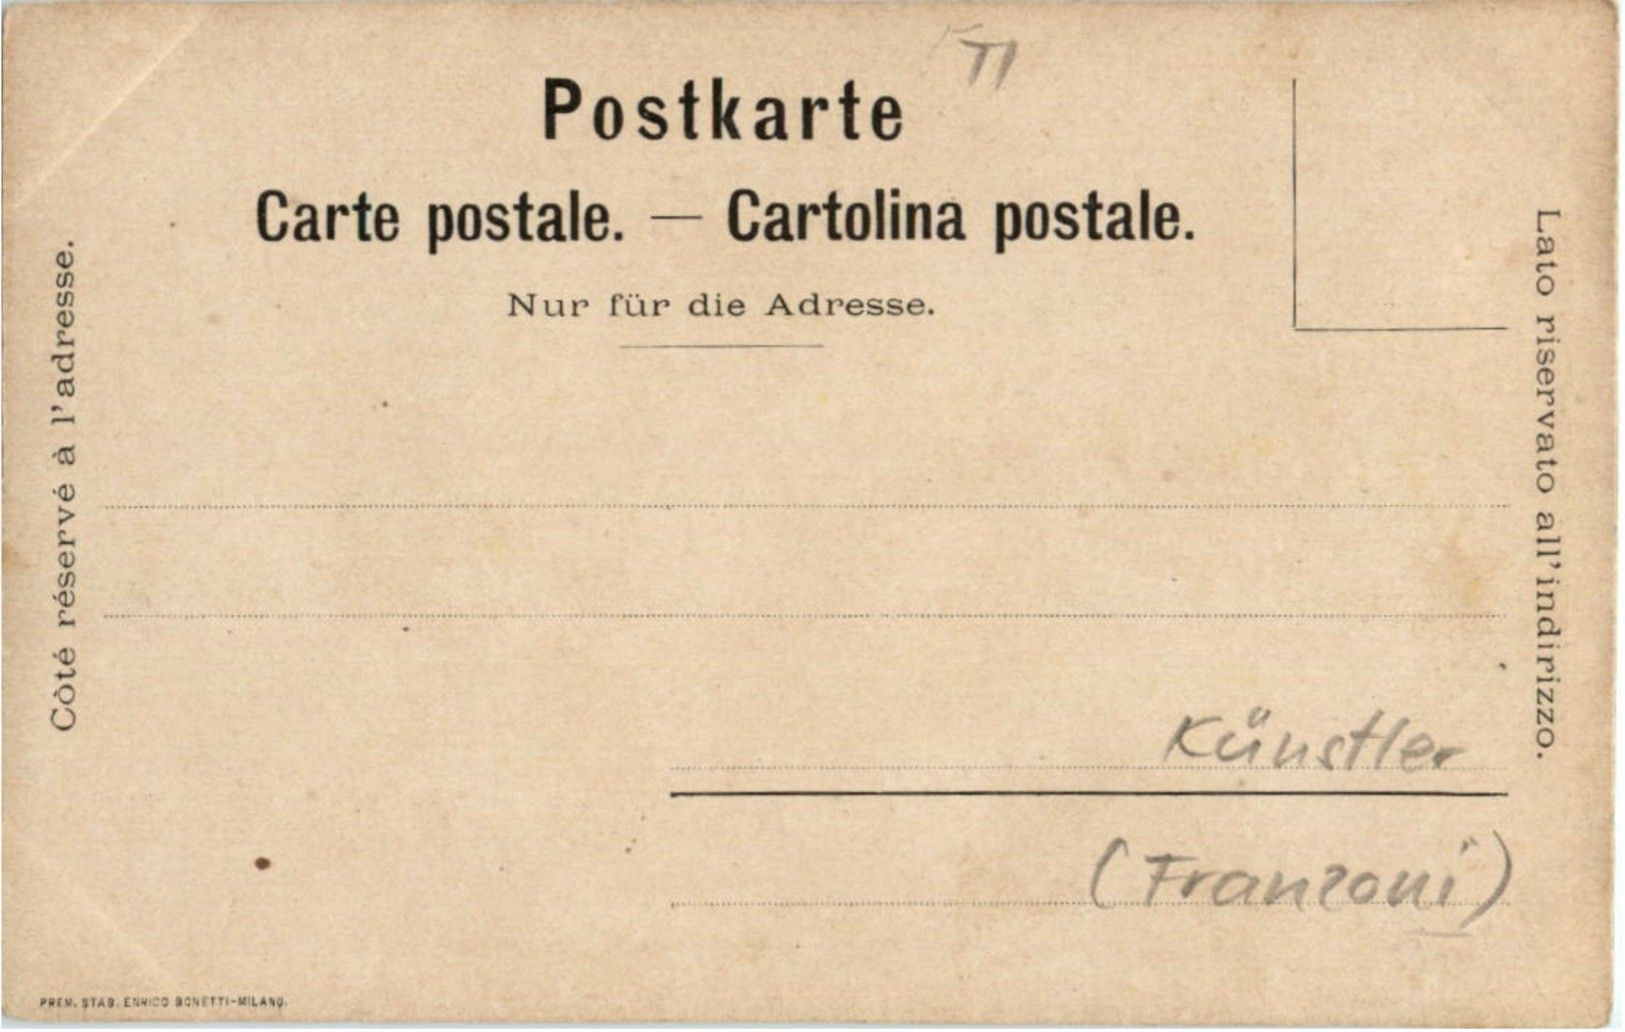 TI
Postkarte
Carte postale. — Cartolina postale.
Nur für die Adresse.
Côté réservé à l'adresse.
Lato riservato all'indirizzo.
Künstler
(Franzoni)
PREM. STAB. ENRICO BONETTI-MILANO.